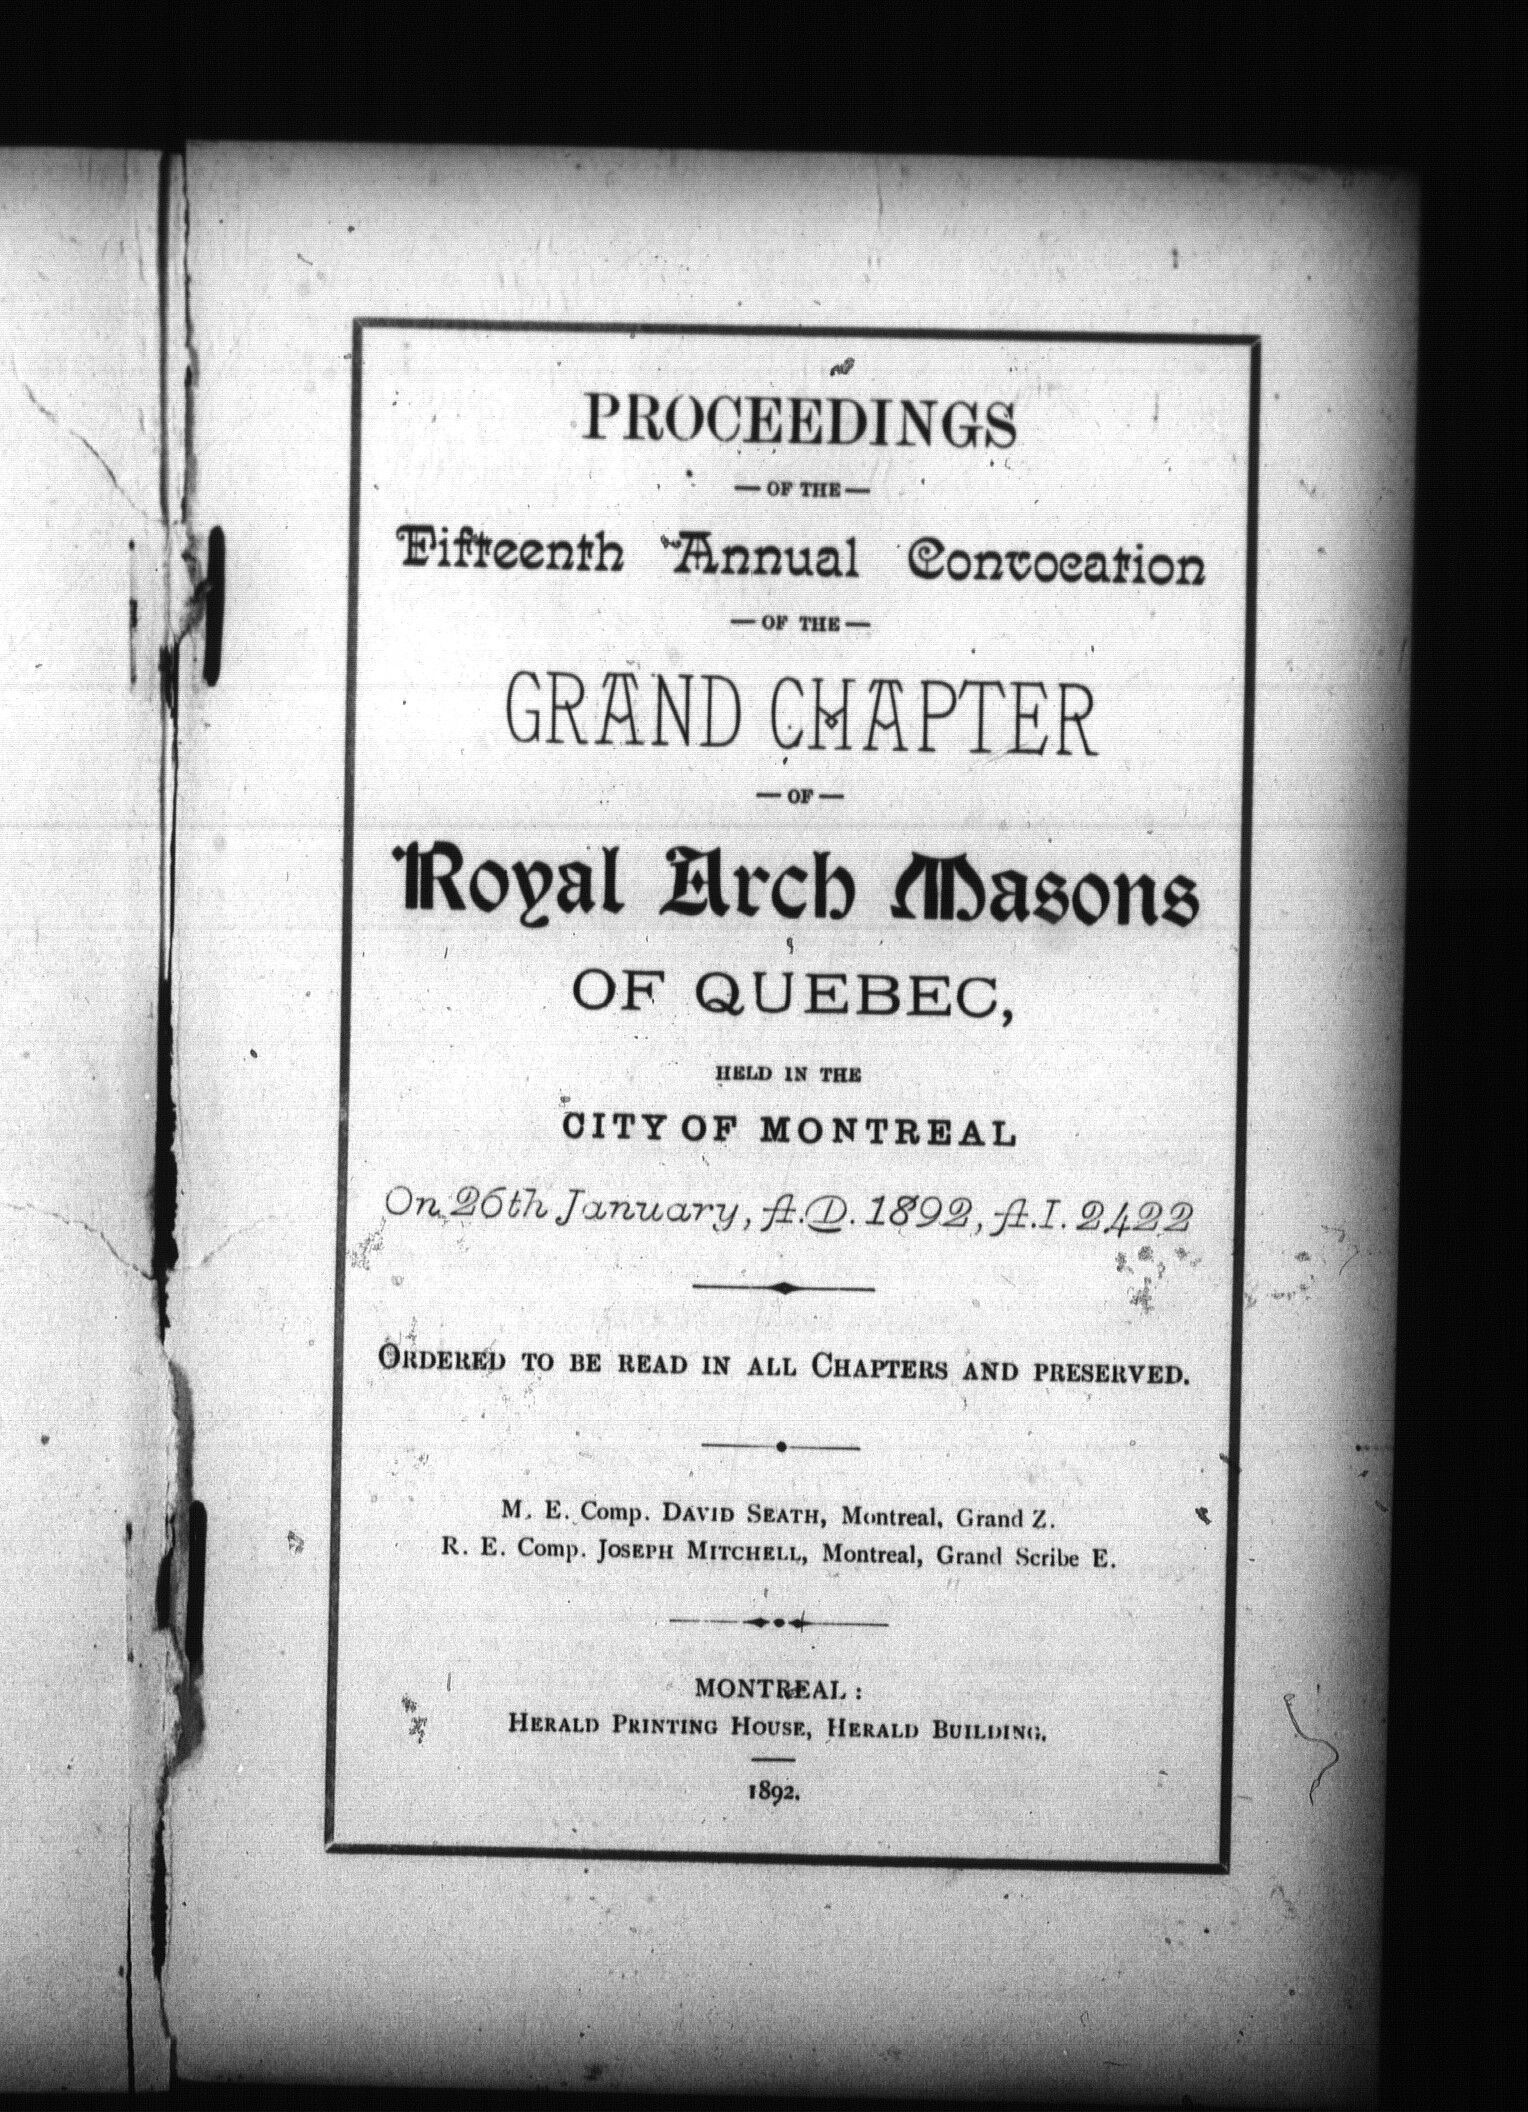 PROCEEDINGS
— OF THE —
Fifteenth Annual Convocation
— OF THE —
GRAND CHAPTER
— OF —
Royal Arch Masons
OF QUEBEC,
HELD IN THE
CITY OF MONTREAL
On 26th January, A.D. 1892, A.I. 2422
ORDERED TO BE READ IN ALL CHAPTERS AND PRESERVED.
M. E. Comp. DAVID SEATH, Montreal, Grand Z.
R. E. Comp. JOSEPH MITCHELL, Montreal, Grand Scribe E.
MONTREAL :
HERALD PRINTING HOUSE, HERALD BUILDING.
1892.